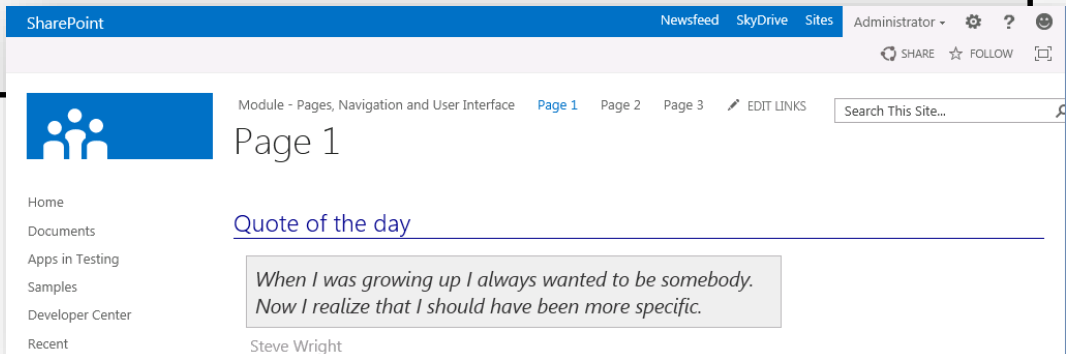 SharePoint Newsfeed SkyDrive Sites Administrator ?
SHARE FOLLOW
Module - Pages, Navigation and User Interface Page 1 Page 2 Page 3 EDIT LINKS Search This Site...
Page 1
Home
Documents
Apps in Testing
Samples
Developer Center
Recent
Quote of the day
When I was growing up I always wanted to be somebody.
Now I realize that I should have been more specific.
Steve Wright